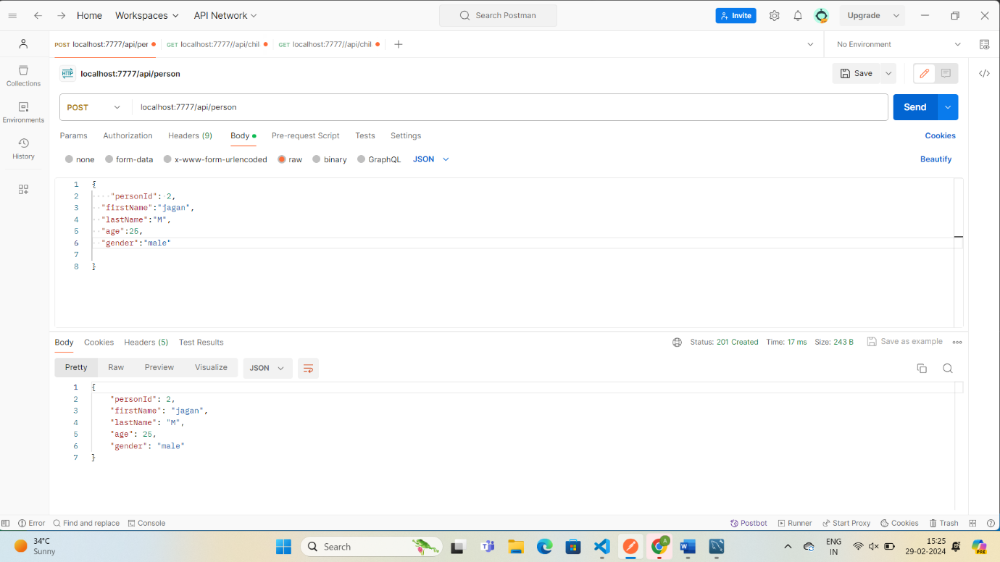 Home Workspaces API Network Search Postman Invite Upgrade
POST localhost:7777/api/per GET localhost:7777//api/chil GET localhost:7777//api/chil No Environment
HTTP localhost:7777/api/person Save
Collections
POST localhost:7777/api/person Send
Environments
Params Authorization Headers (9) Body Pre-request Script Tests Settings Cookies
History
none form-data x-www-form-urlencoded raw binary GraphQL JSON Beautify
1 {
2 "personId": 2,
3 "firstName":"jagan",
4 "lastName":"M",
5 "age":25,
6 "gender":"male"
7
8 }
Body Cookies Headers (5) Test Results Status: 201 Created Time: 17 ms Size: 243 B Save as example
Pretty Raw Preview Visualize JSON
1 {
2 "personId": 2,
3 "firstName": "jagan",
4 "lastName": "M",
5 "age": 25,
6 "gender": "male"
7 }
Error Find and replace Console Postbot Runner Start Proxy Cookies Trash
34°C
Sunny
Search
A
W
PRE
ENG
IN
15:25
29-02-2024